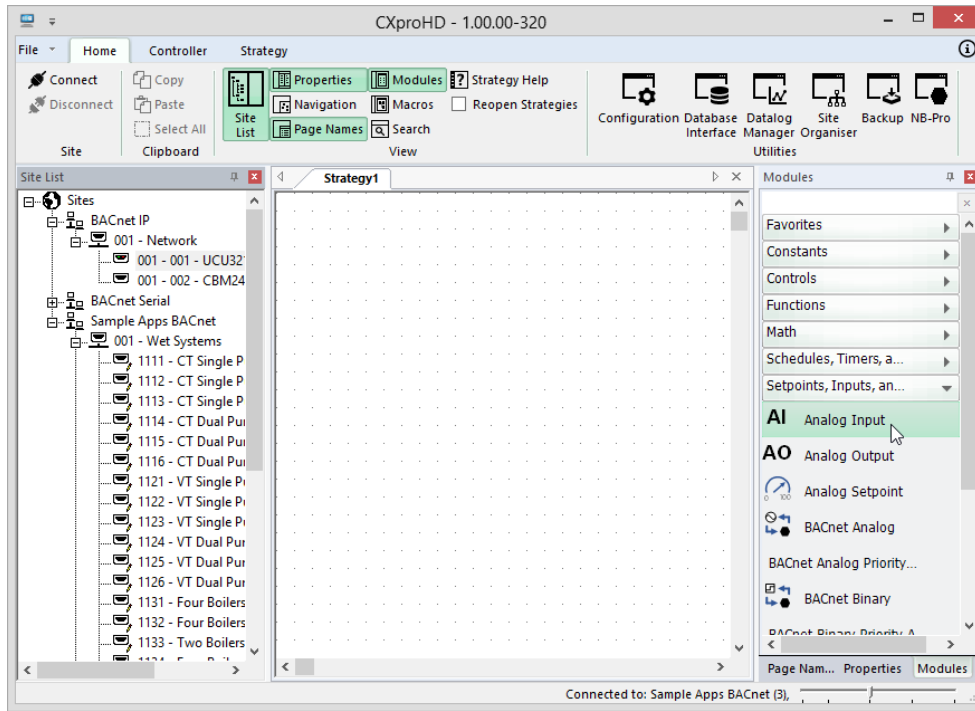 CXproHD - 1.00.00-320
File Home Controller Strategy
Connect
Disconnect
Site
Copy
Paste
Select All
Clipboard
Site
List
Properties Modules Strategy Help
Navigation Macros Reopen Strategies
Page Names Search
View
Configuration Database
Interface
Datalog
Manager
Site
Organiser
Backup NB-Pro
Utilities
Site List
Sites
BACnet IP
001 - Network
001 - 001 - UCU32
001 - 002 - CBM24
BACnet Serial
Sample Apps BACnet
001 - Wet Systems
1111 - CT Single P
1112 - CT Single P
1113 - CT Single P
1114 - CT Dual Pu
1115 - CT Dual Pu
1116 - CT Dual Pu
1121 - VT Single P
1122 - VT Single P
1123 - VT Single P
1124 - VT Dual Pur
1125 - VT Dual Pur
1126 - VT Dual Pur
1131 - Four Boilers
1132 - Four Boilers
1133 - Two Boilers
Strategy1
Modules
Favorites
Constants
Controls
Functions
Math
Schedules, Timers, a...
Setpoints, Inputs, an...
AI Analog Input
AO Analog Output
0 100 Analog Setpoint
BACnet Analog
BACnet Analog Priority...
BACnet Binary
BACnet Binary Priority A
Page Nam... Properties Modules
Connected to: Sample Apps BACnet (3),